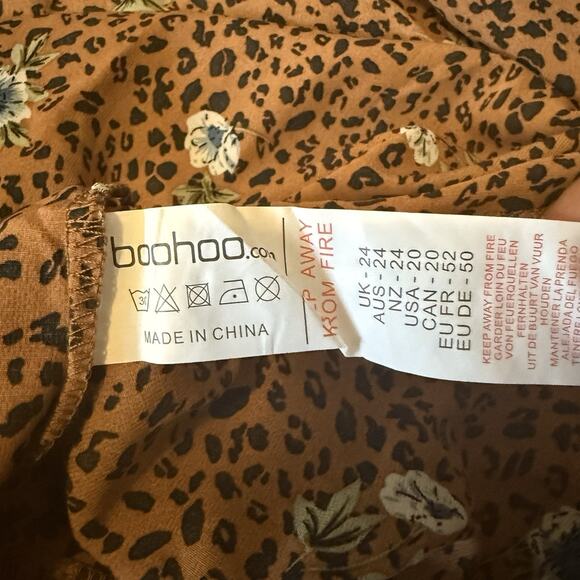 boohoo.com
30
MADE IN CHINA
AWAY
FROM FIRE
UK - 24
AUS - 24
NZ - 24
USA - 20
CAN - 20
EU FR - 52
EU DE - 50
KEEP AWAY FROM FIRE
GARDER LOIN DU FEU
VON FEUERQUELLEN
FERNHALTEN
UIT DE BUURT VAN VUUR
HOUDEN
MANTENER LA PRENDA
ALEJADA DEL FUEGO